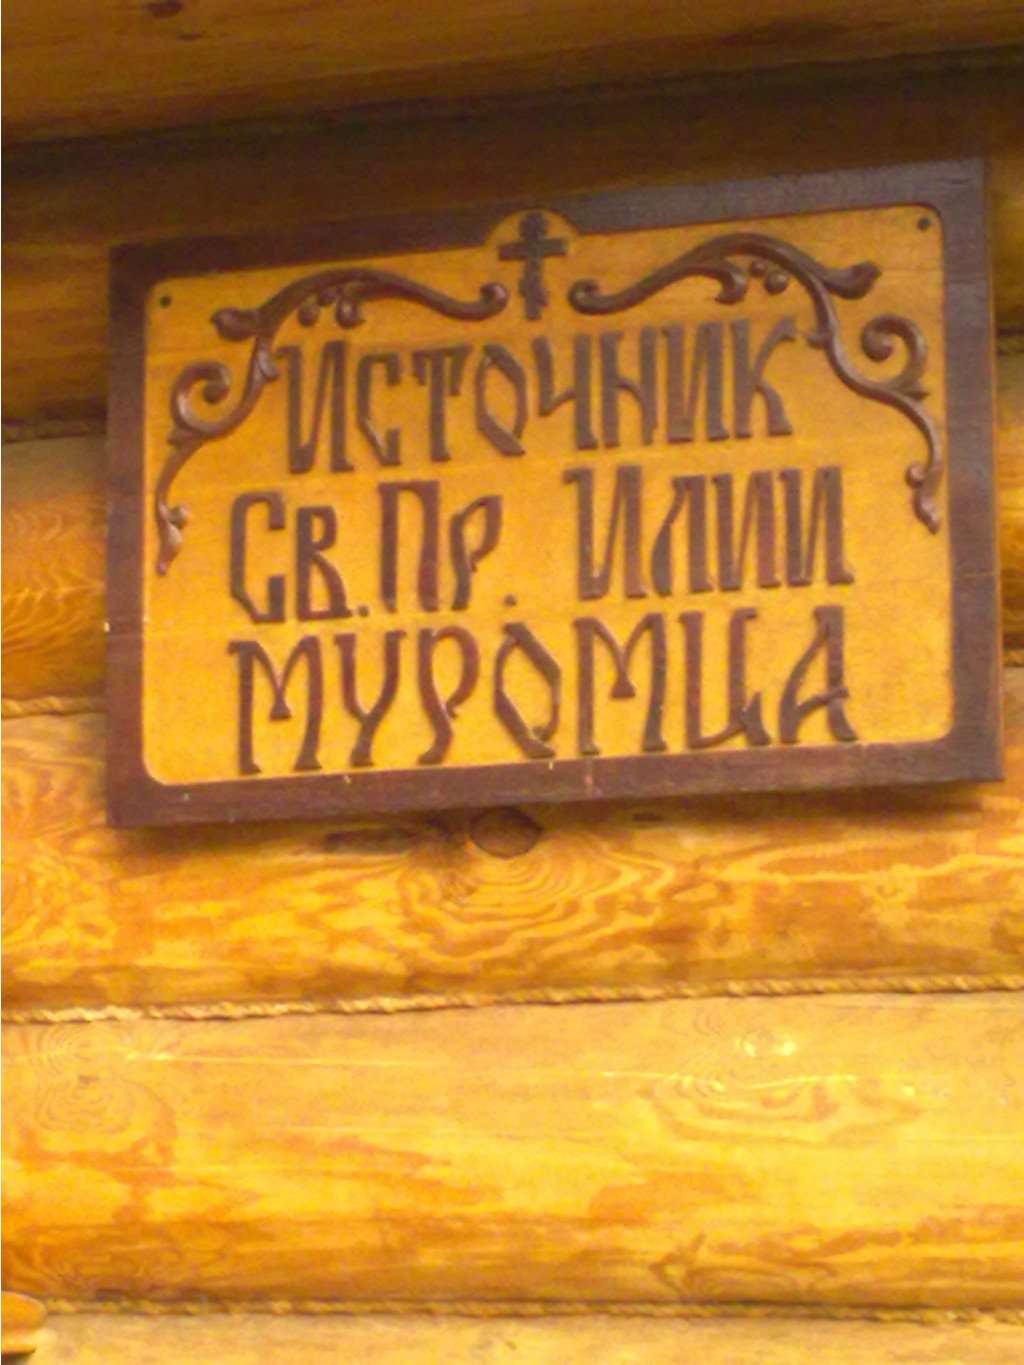 Источник
Св. Пр. Илии
Муромца